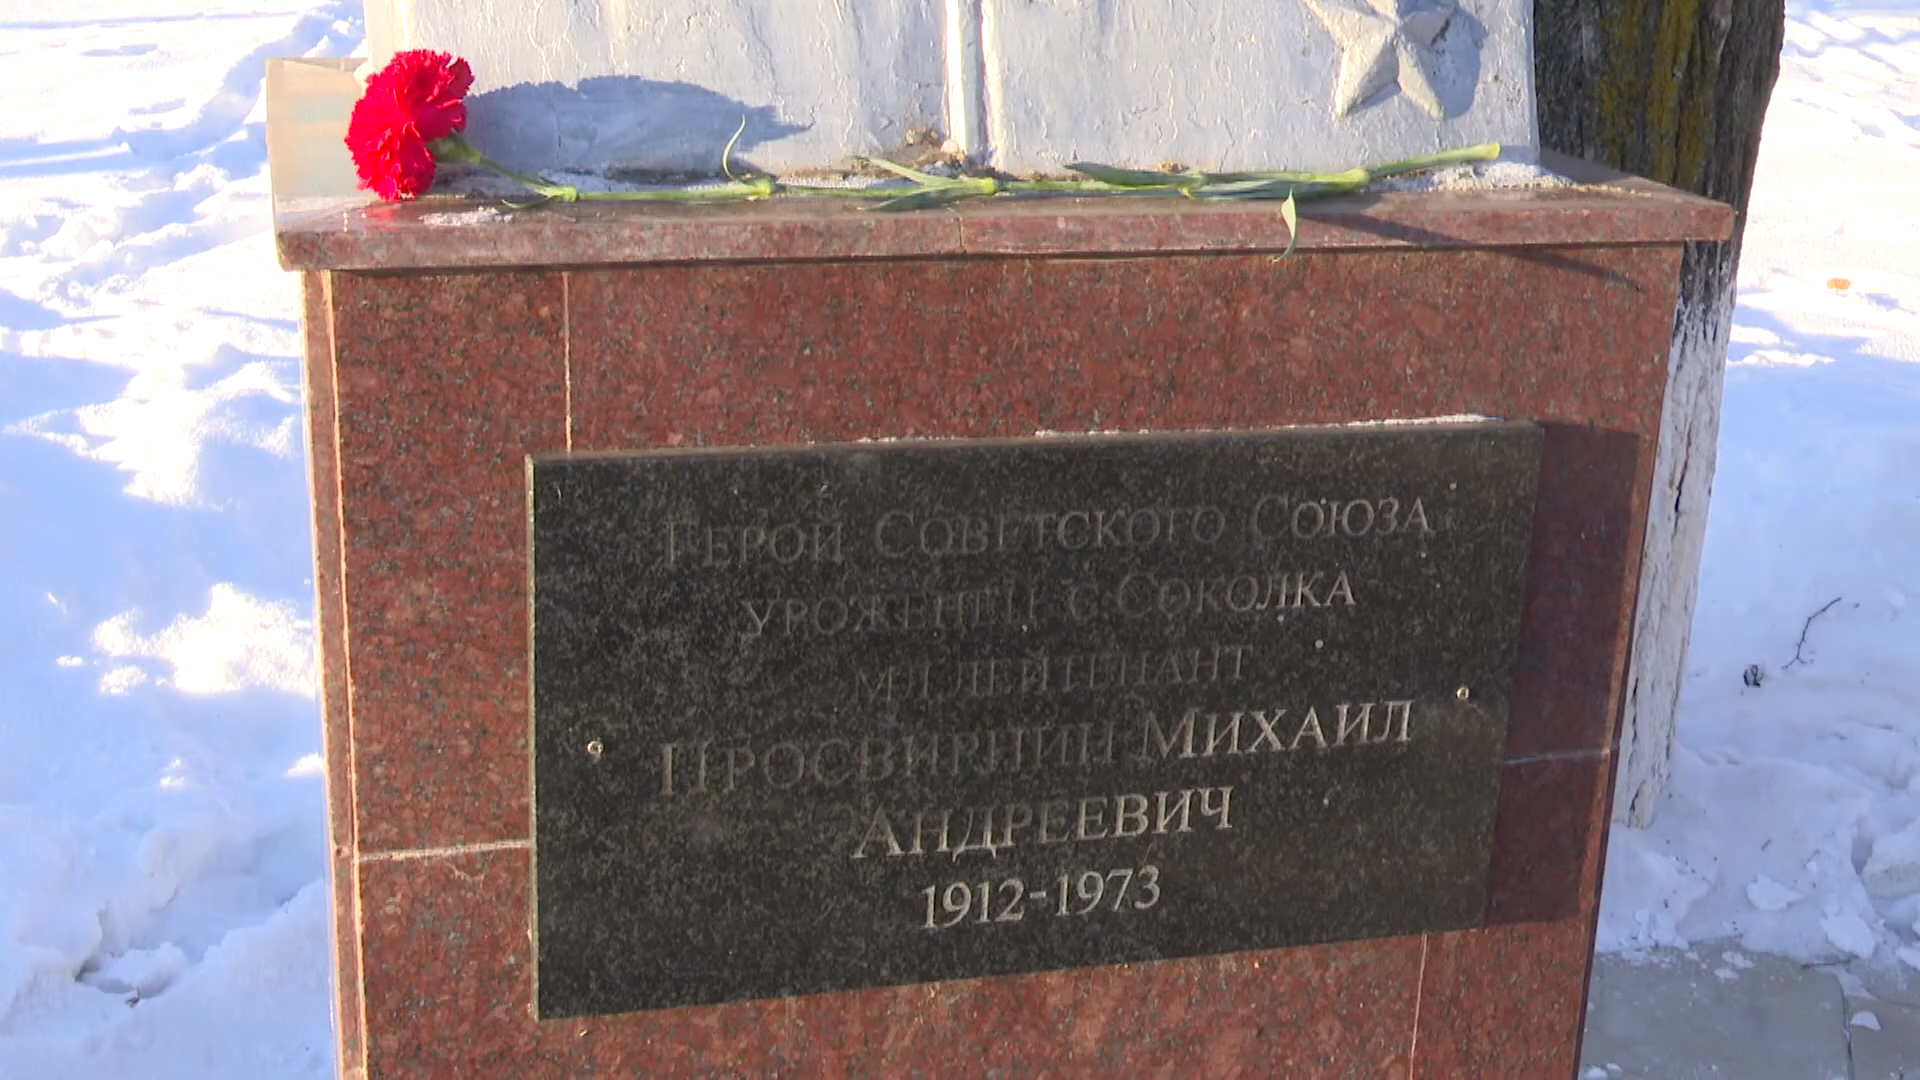 Герой Советского Союза
уроженец с Соколка
мл.лейтенант
Просвирнин Михаил
Андреевич
1912-1973